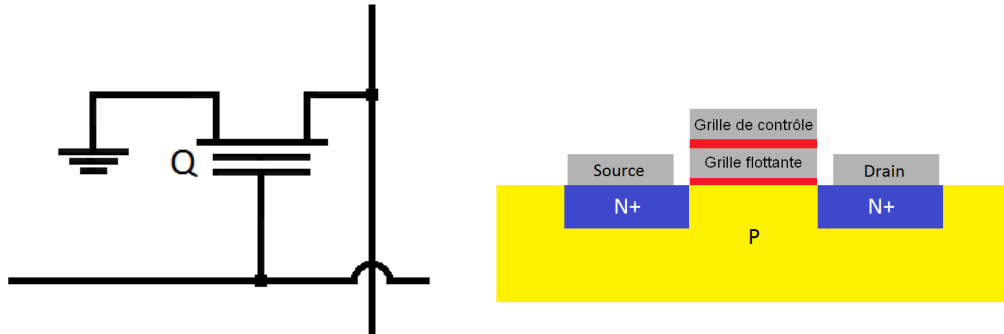 Q
Grille de contrôle
Grille flottante
Source
Drain
N+
N+
P